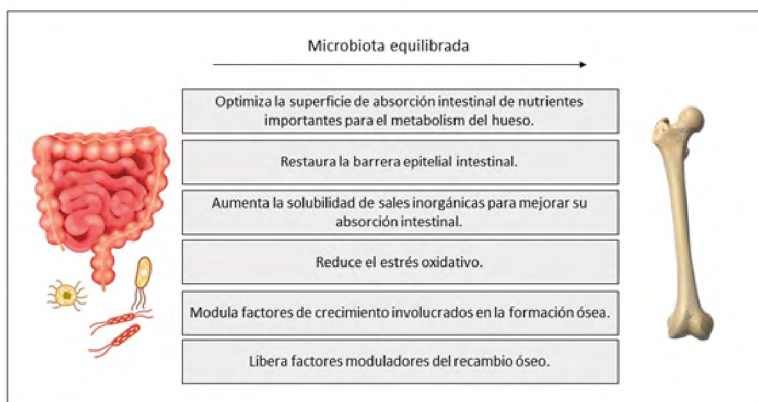 Microbiota equilibrada
Optimiza la superficie de absorción intestinal de nutrientes
importantes para el metabolism del hueso.
Restaura la barrera epitelial intestinal.
Aumenta la solubilidad de sales inorgánicas para mejorar su
absorción intestinal.
Reduce el estrés oxidativo.
Modula factores de crecimiento involucrados en la formación ósea.
Libera factores moduladores del recambio óseo.